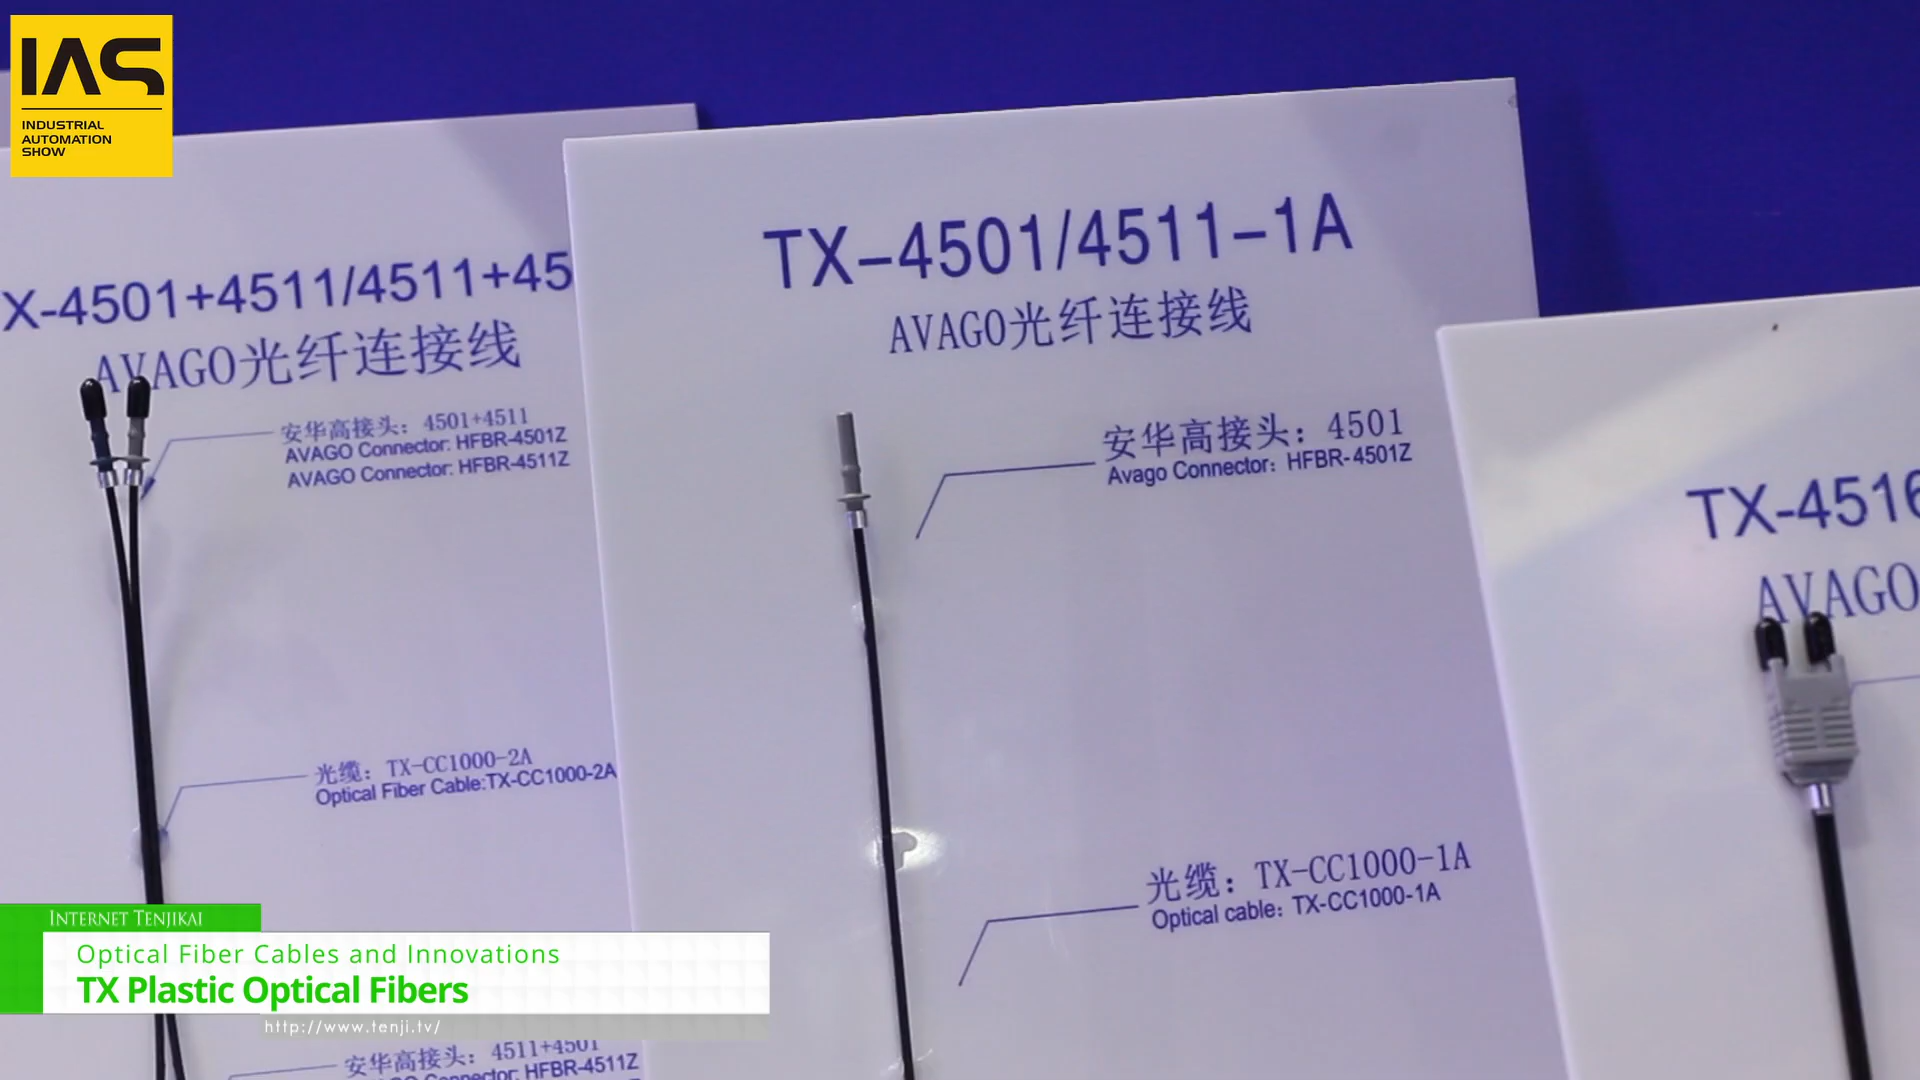 IAS
INDUSTRIAL
AUTOMATION
SHOW
X-4501+4511/4511+45
AVAGO光纤连接线
安华高接头：4501+4511
AVAGO Connector: HFBR-4501Z
AVAGO Connector: HFBR-4511Z
光缆：TX-CC1000-2A
Optical Fiber Cable:TX-CC1000-2A
安华高接头：4511+4501
AVAGO Connector: HFBR-4511Z
TX-4501/4511-1A
AVAGO光纤连接线
安华高接头：4501
Avago Connector: HFBR-4501Z
光缆：TX-CC1000-1A
Optical cable: TX-CC1000-1A
TX-4516
AVAGO
INTERNET TENJIKAI
Optical Fiber Cables and Innovations
TX Plastic Optical Fibers
http://www.tenji.tv/